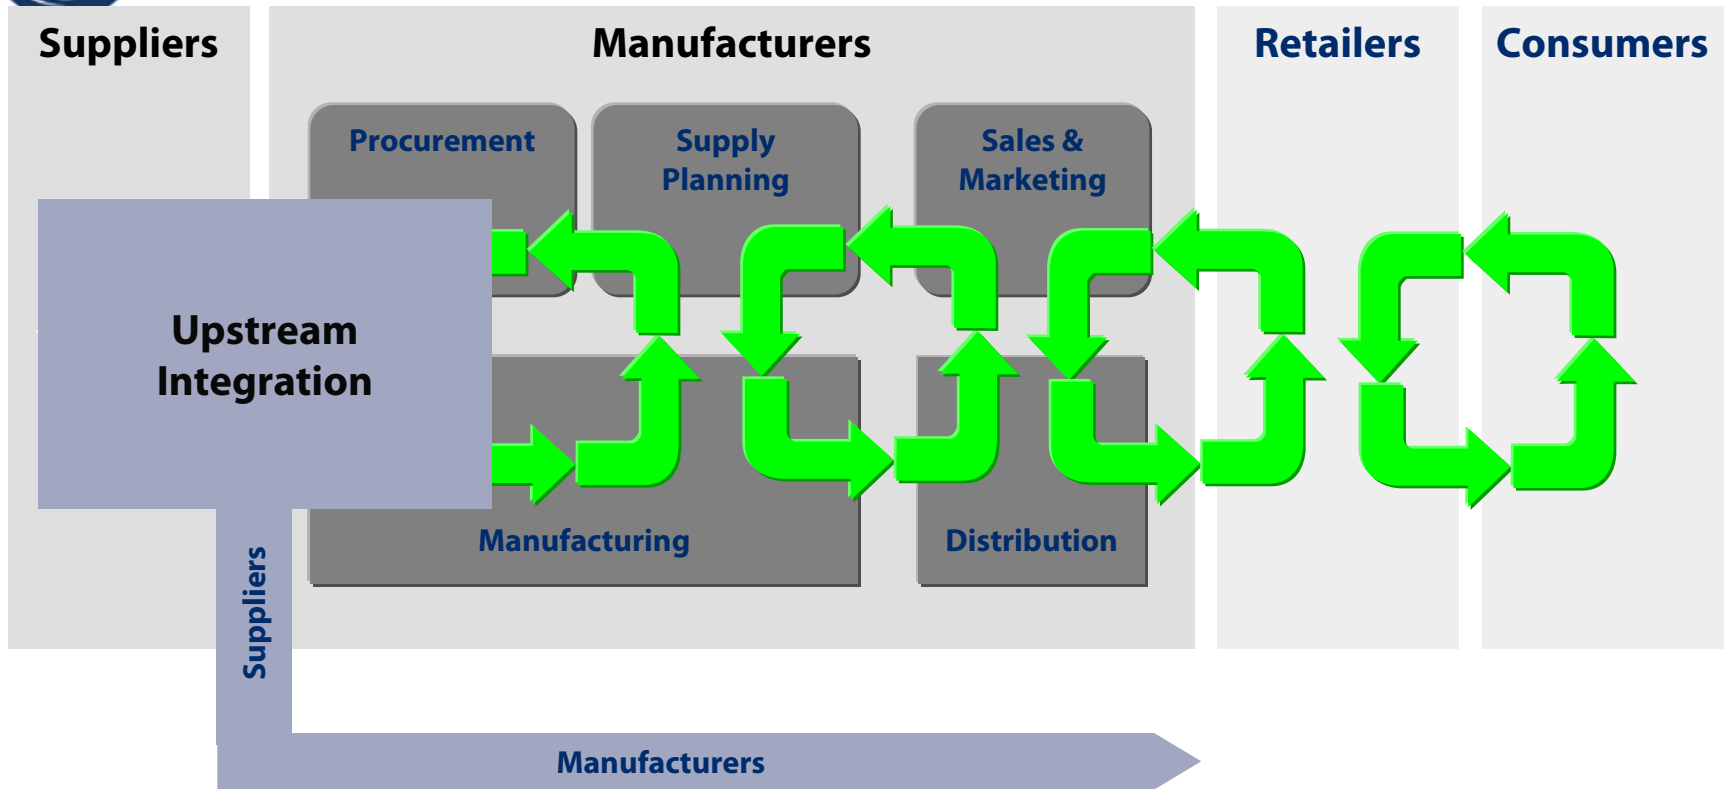 Suppliers
Manufacturers
Retailers
Consumers
Procurement
Supply
Planning
Sales &
Marketing
Upstream
Integration
Manufacturing
Distribution
Suppliers
Manufacturers